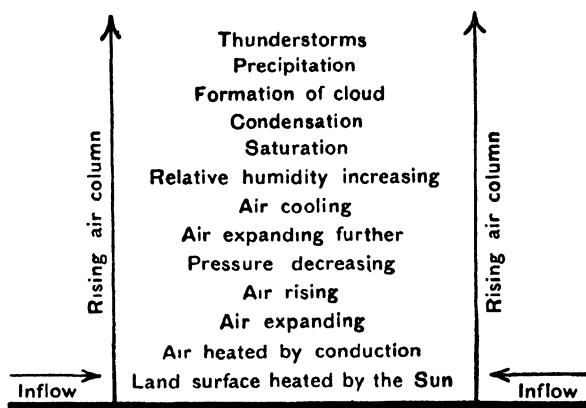 Thunderstorms
Precipitation
Formation of cloud
Condensation
Saturation
Relative humidity increasing
Air cooling
Air expanding further
Pressure decreasing
Air rising
Air expanding
Air heated by conduction
Land surface heated by the Sun
Rising air column
Rising air column
Inflow
Inflow